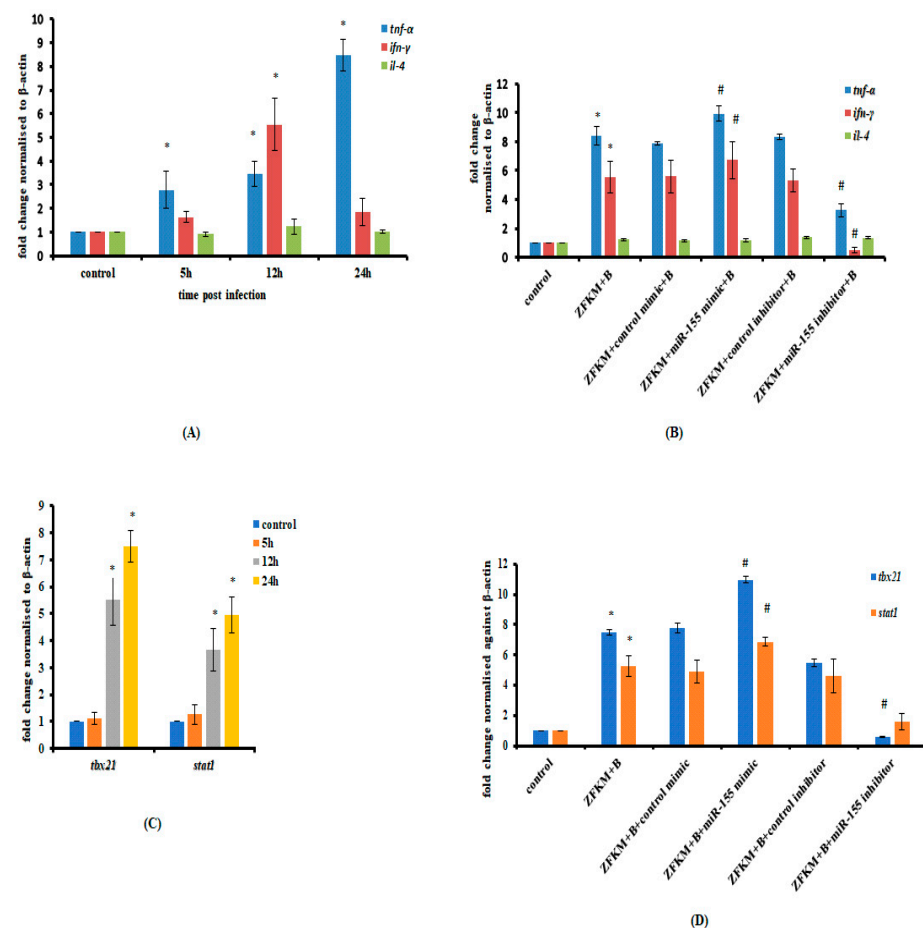 10
9
8
7
6
5
4
3
2
1
0
fold change normalised to β-actin
*
*
*
*
tnf-α
ifn-γ
il-4
control
5h
12h
24h
time post infection
(A)
12
10
8
6
4
2
0
fold change
normalised to β-actin
*
*
#
#
#
#
tnf-α
ifn-γ
il-4
control
ZFKM+B
ZFKM+control mimic+B
ZFKM+miR-155 mimic+B
ZFKM+control inhibitor+B
ZFKM+miR-155 inhibitor+B
(B)
9
8
7
6
5
4
3
2
1
0
fold change normalised to β-actin
*
*
*
*
control
5h
12h
24h
tbx21
stat1
(C)
12
10
8
6
4
2
0
fold change normalised against β-actin
*
*
#
#
#
tbx21
stat1
control
ZFKM+B
ZFKM+B+control mimic
ZFKM+B+miR-155 mimic
ZFKM+B+control inhibitor
ZFKM+B+miR-155 inhibitor
(D)